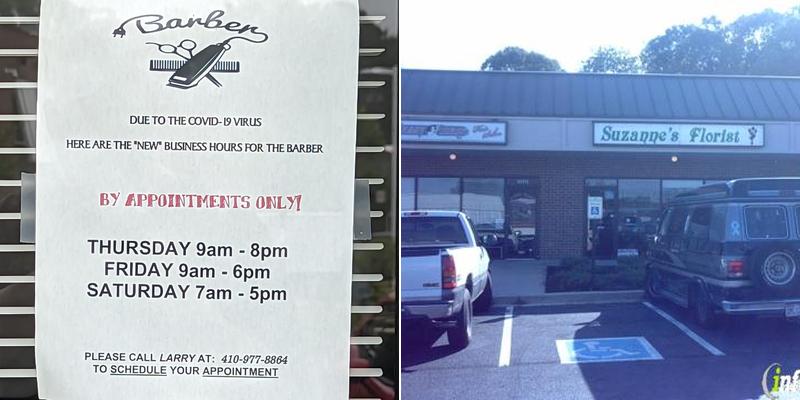 Barber
DUE TO THE COVID-19 VIRUS
HERE ARE THE "NEW" BUSINESS HOURS FOR THE BARBER
BY APPOINTMENTS ONLY!
THURSDAY 9am - 8pm
FRIDAY 9am - 6pm
SATURDAY 7am - 5pm
PLEASE CALL LARRY AT: 410-977-8864
TO SCHEDULE YOUR APPOINTMENT
Suzanne's Florist
inf